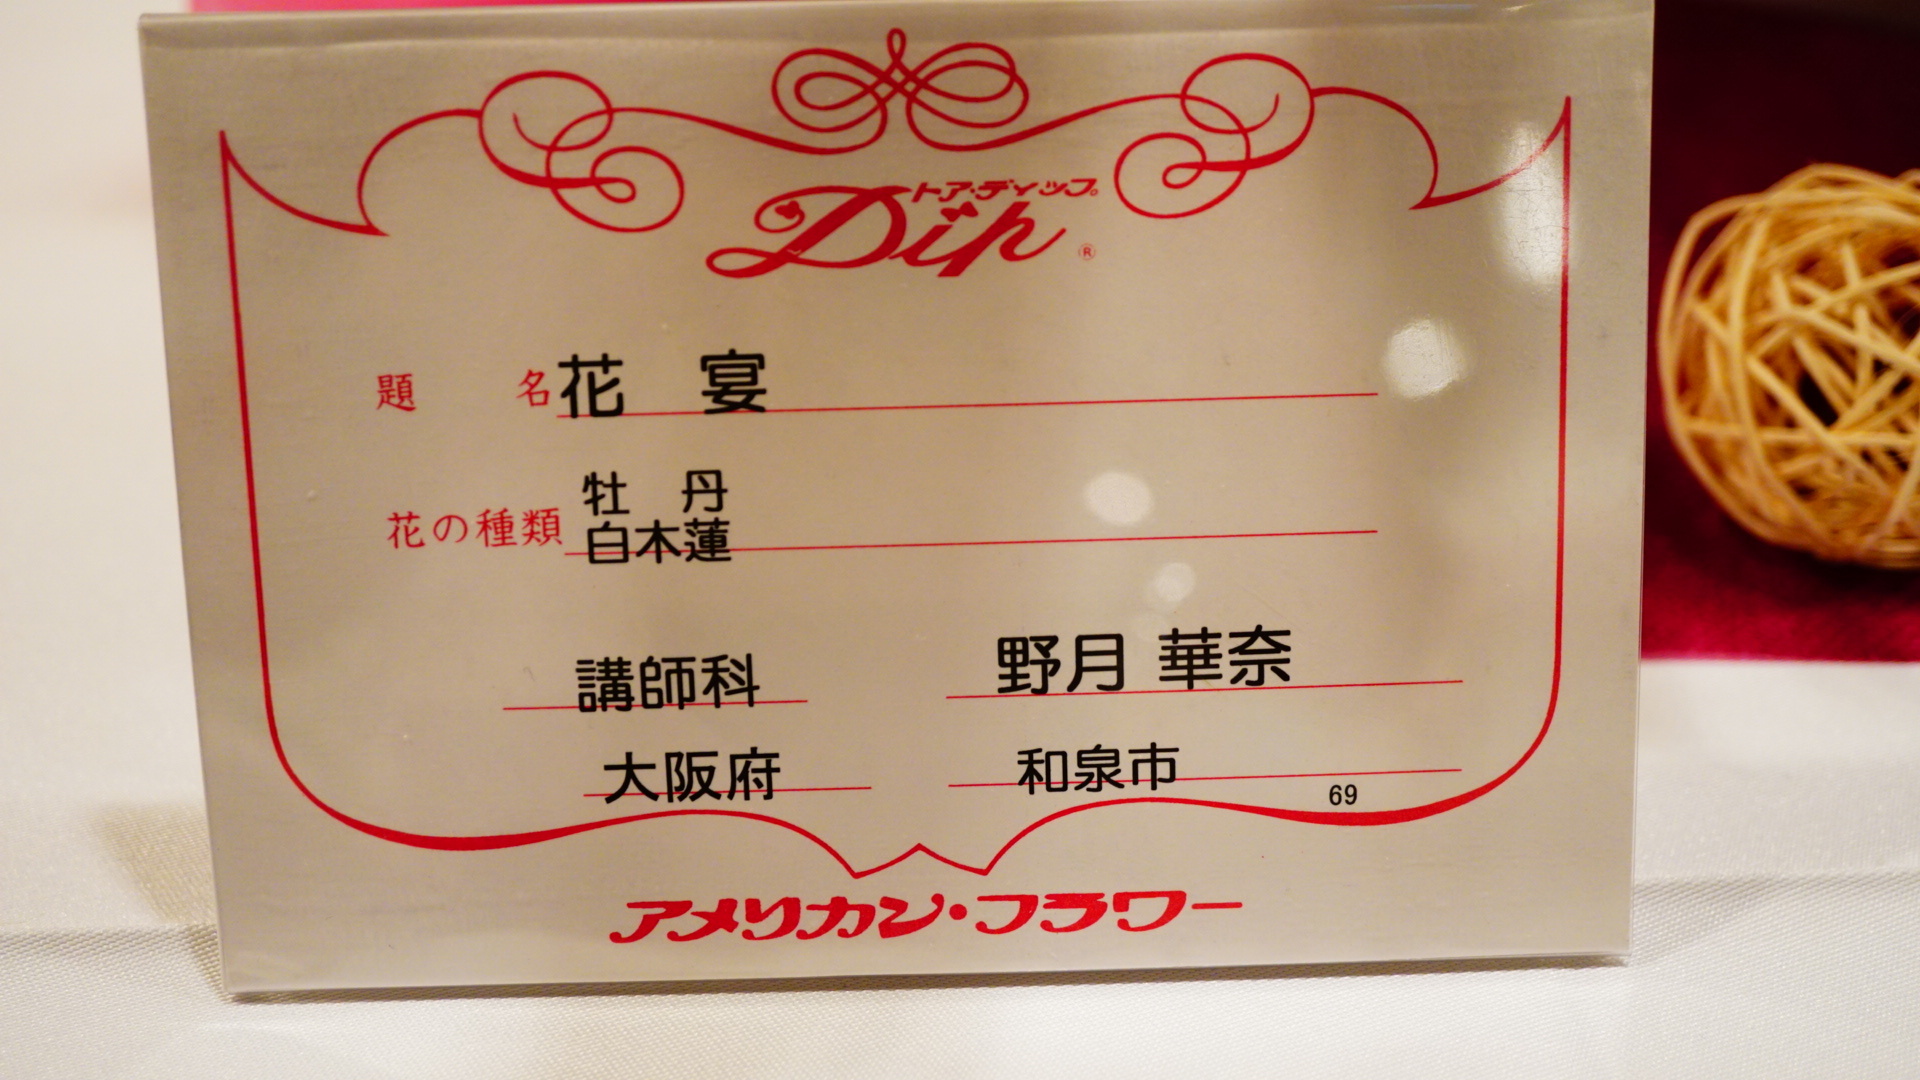 トア・ディップ
Dip ®
題 名 花 宴
花の種類 牡 丹
白木蓮
講師科 野月 華奈
大阪府 和泉市
69
アメリカン・フラワー